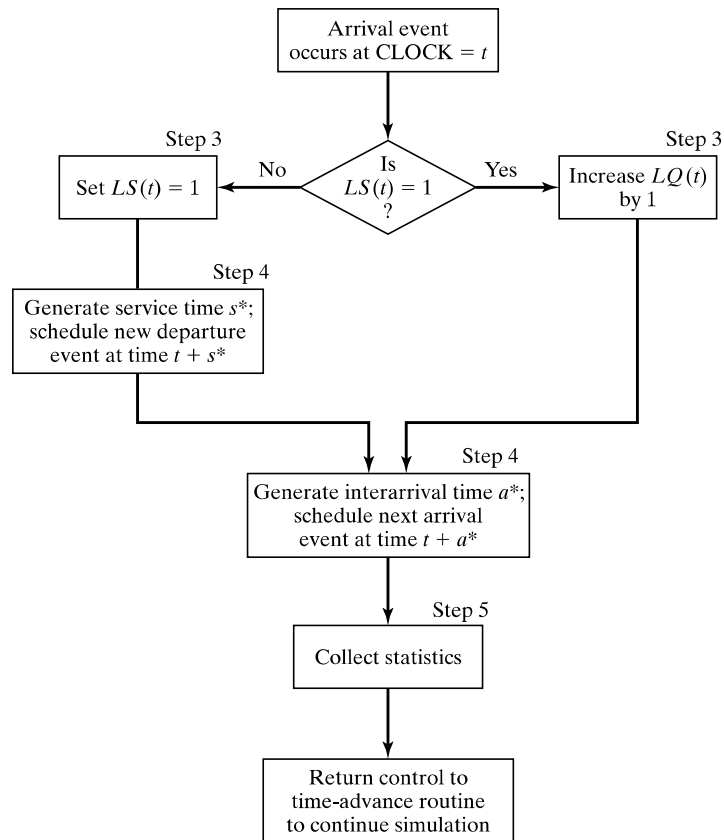 Arrival event
occurs at CLOCK = t
Step 3
Set LS(t) = 1
No
Is
LS(t) = 1
?
Yes
Step 3
Increase LQ(t)
by 1
Step 4
Generate service time s*;
schedule new departure
event at time t + s*
Step 4
Generate interarrival time a*;
schedule next arrival
event at time t + a*
Step 5
Collect statistics
Return control to
time-advance routine
to continue simulation